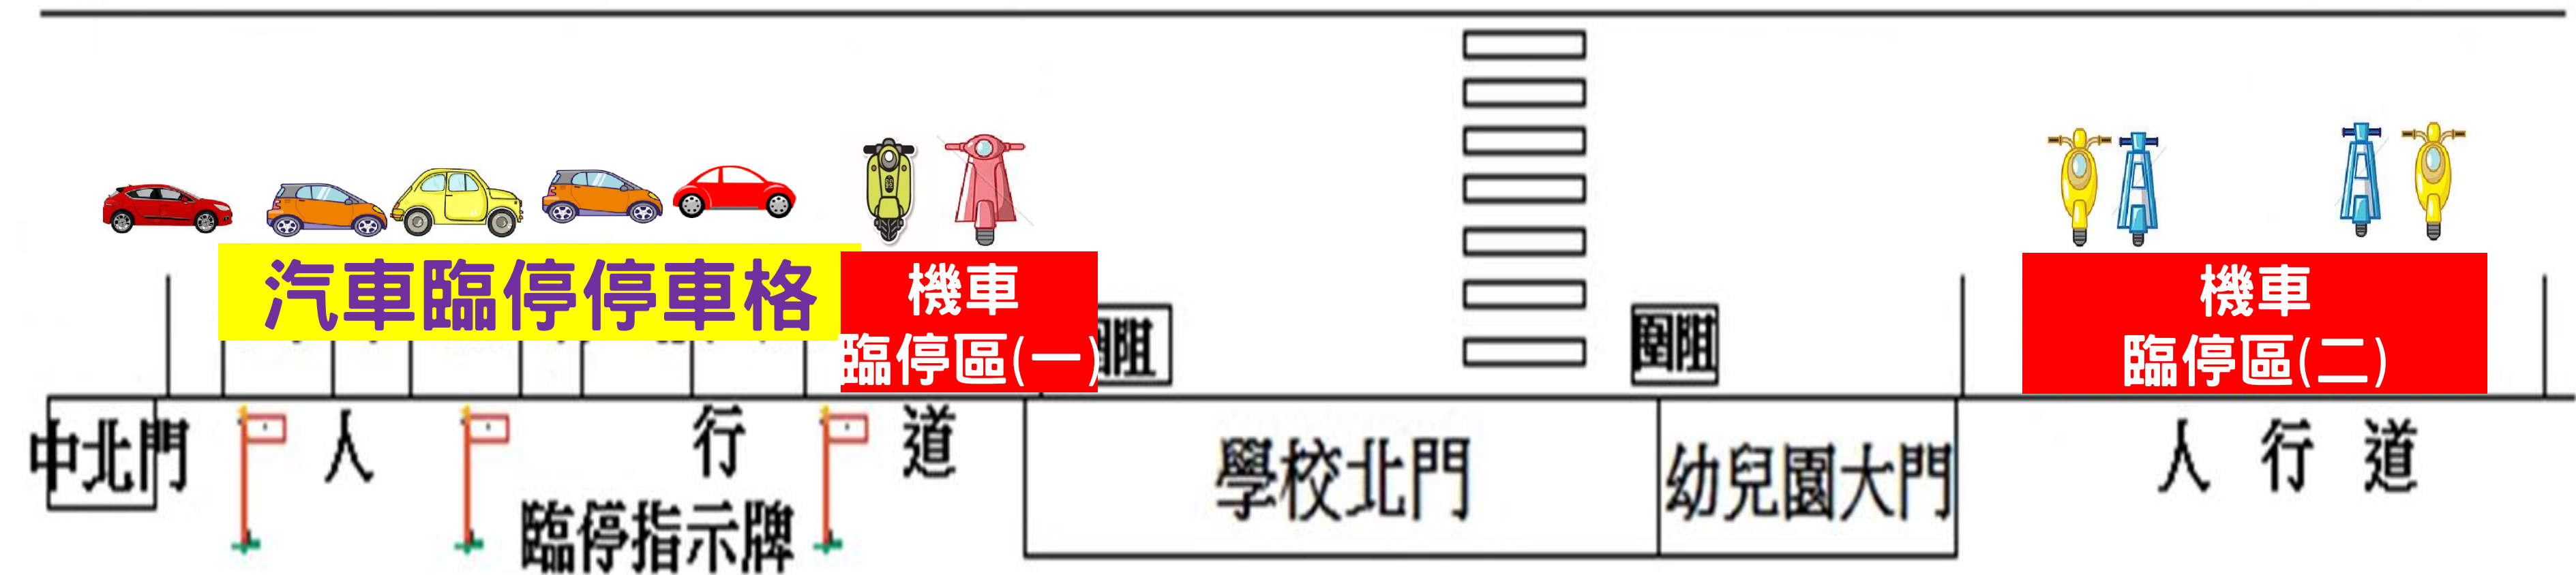 汽車臨停停車格
機車
臨停區(一)
阻
圍阻
機車
臨停區(二)
中北門
人行道
臨停指示牌
學校北門
幼兒園大門
人行道